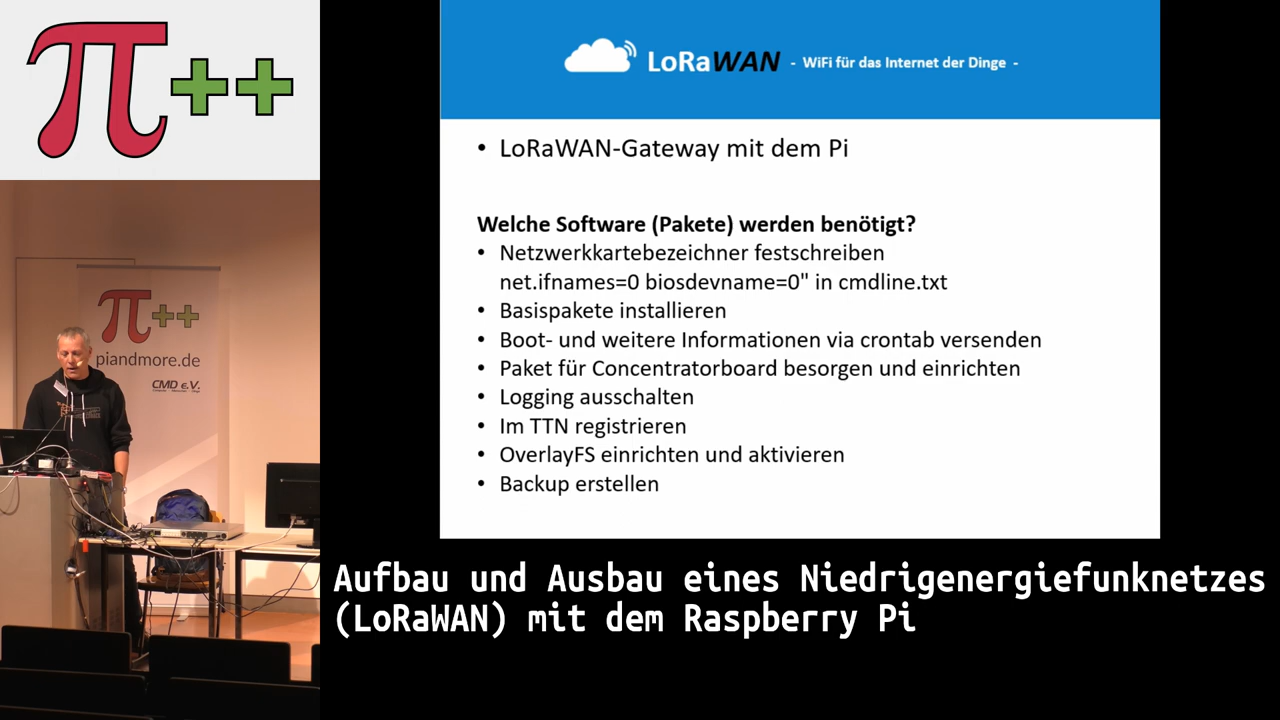 π++
LoRaWAN - WiFi für das Internet der Dinge -
• LoRaWAN-Gateway mit dem Pi
Welche Software (Pakete) werden benötigt?
• Netzwerkkartebezeichner festschreiben
net.ifnames=0 biosdevname=0" in cmdline.txt
• Basispakete installieren
• Boot- und weitere Informationen via crontab versenden
• Paket für Concentratorboard besorgen und einrichten
• Logging ausschalten
• Im TTN registrieren
• OverlayFS einrichten und aktivieren
• Backup erstellen
π++
piandmore.de
CMD e.V.
Aufbau und Ausbau eines Niedrigenergiefunknetzes
(LoRaWAN) mit dem Raspberry Pi